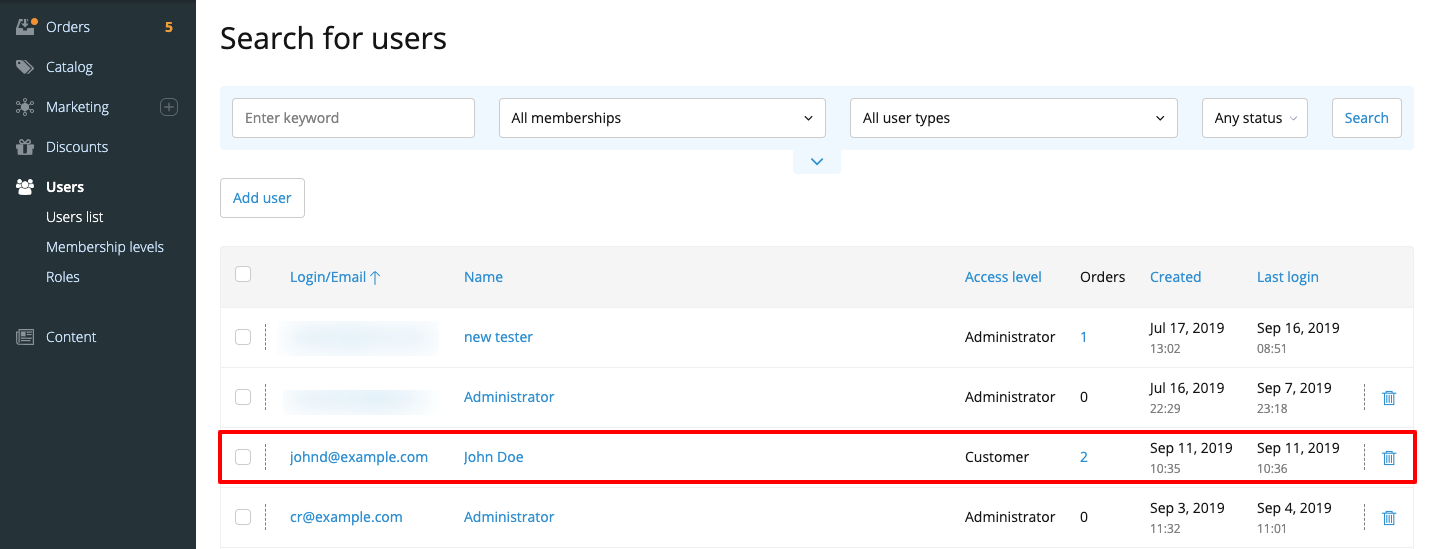 Orders 5
Catalog
Marketing
Discounts
Users
Users list
Membership levels
Roles
Content
Search for users
Enter keyword All memberships All user types Any status Search
Add user
Login/Email Name Access level Orders Created Last login
new tester Administrator 1 Jul 17, 2019 Sep 16, 2019
13:02 08:51
Administrator Administrator 0 Jul 16, 2019 Sep 7, 2019
22:29 23:18
johnd@example.com John Doe Customer 2 Sep 11, 2019 Sep 11, 2019
10:35 10:36
cr@example.com Administrator Administrator 0 Sep 3, 2019 Sep 4, 2019
11:32 11:01